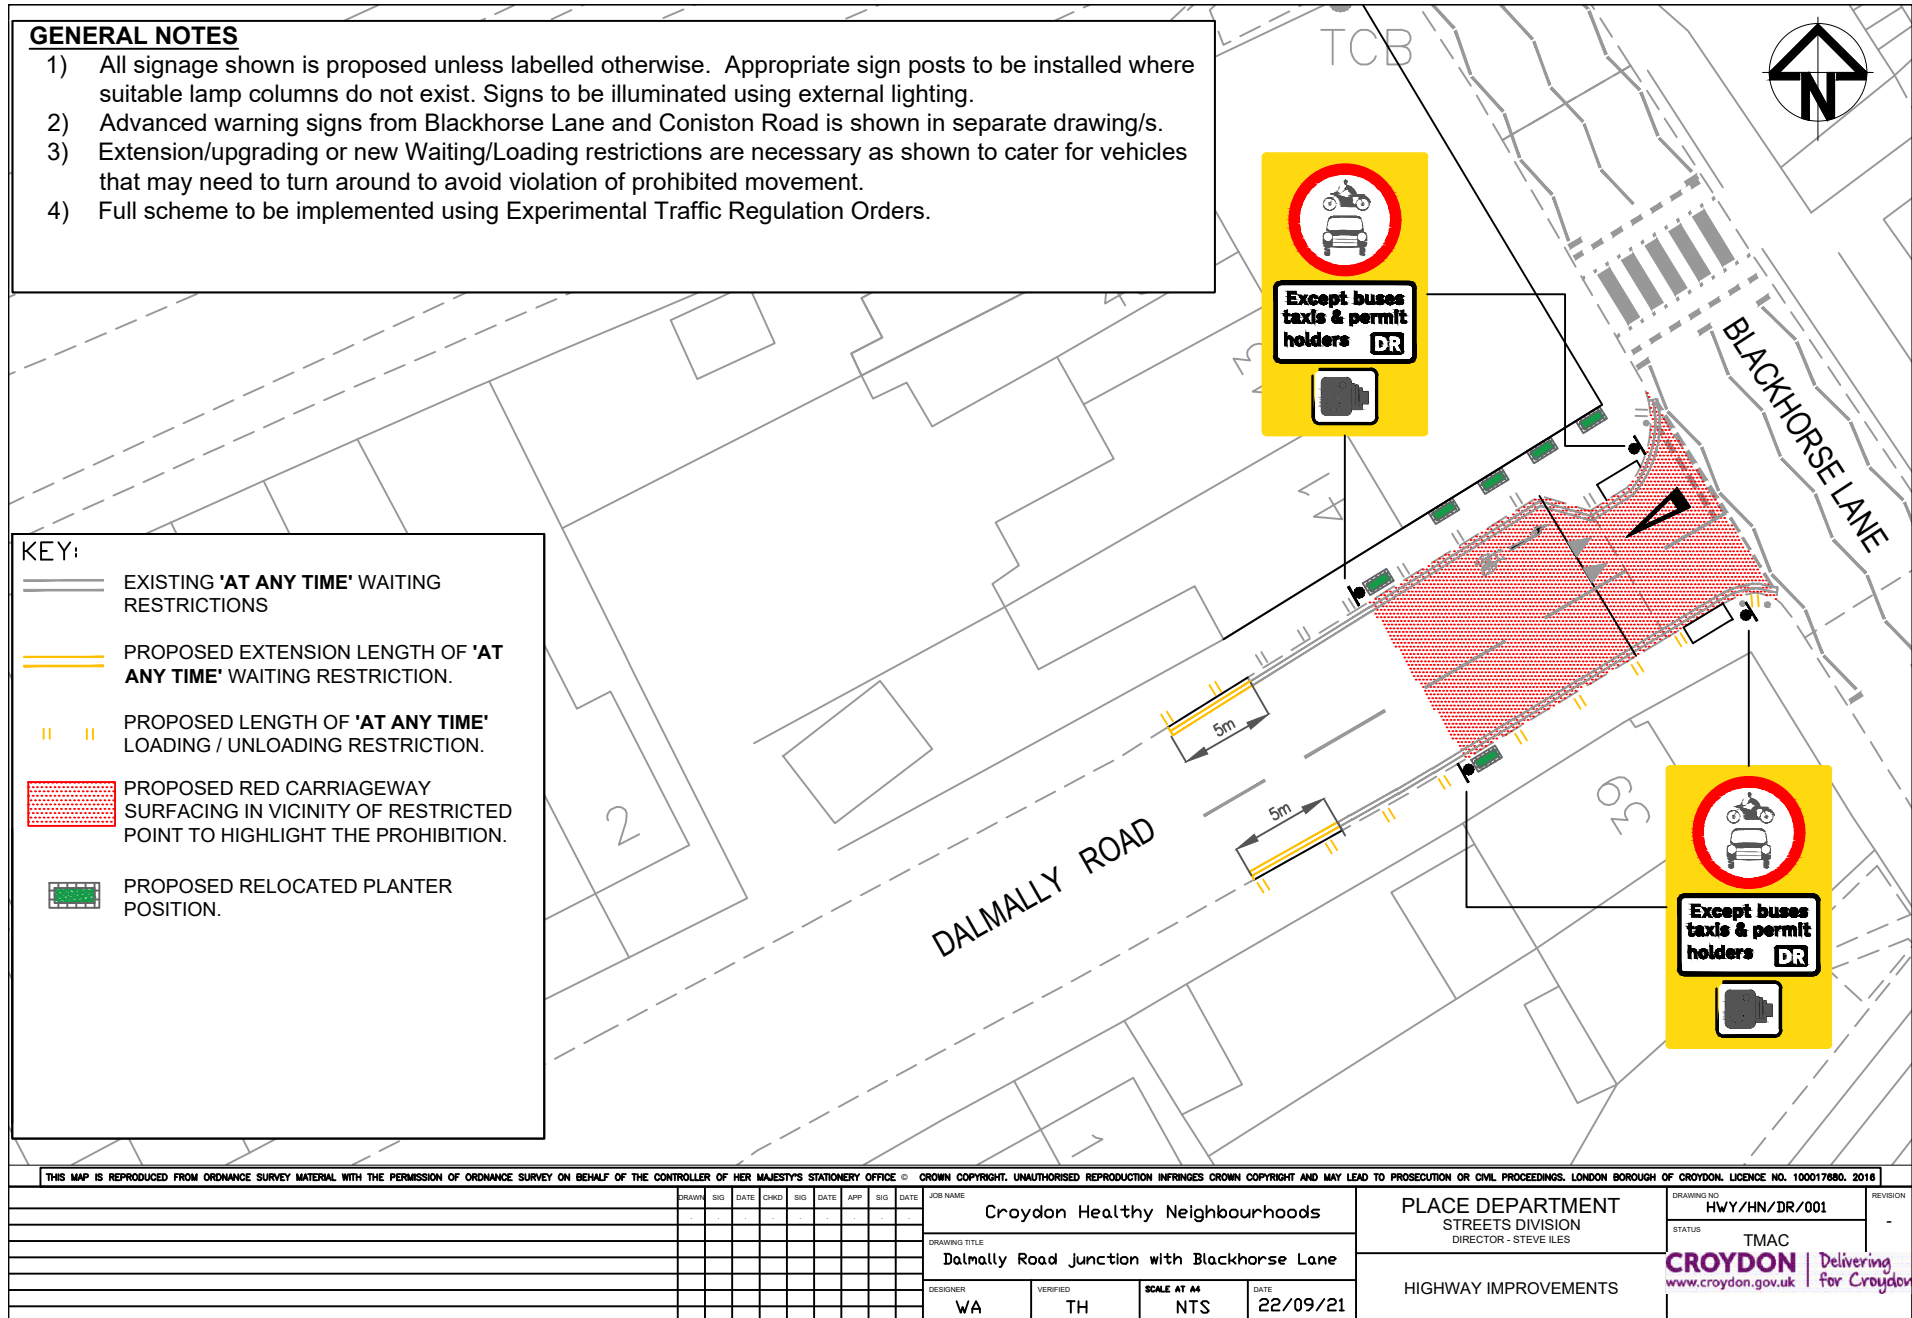 GENERAL NOTES
1) All signage shown is proposed unless labelled otherwise. Appropriate sign posts to be installed where
suitable lamp columns do not exist. Signs to be illuminated using external lighting.
2) Advanced warning signs from Blackhorse Lane and Coniston Road is shown in separate drawing/s.
3) Extension/upgrading or new Waiting/Loading restrictions are necessary as shown to cater for vehicles
that may need to turn around to avoid violation of prohibited movement.
4) Full scheme to be implemented using Experimental Traffic Regulation Orders.
TCB
N
Except buses
taxis & permit
holders DR
BLACKHORSE LANE
41
KEY:
EXISTING 'AT ANY TIME' WAITING
RESTRICTIONS
PROPOSED EXTENSION LENGTH OF 'AT
ANY TIME' WAITING RESTRICTION.
PROPOSED LENGTH OF 'AT ANY TIME'
LOADING / UNLOADING RESTRICTION.
PROPOSED RED CARRIAGEWAY
SURFACING IN VICINITY OF RESTRICTED
POINT TO HIGHLIGHT THE PROHIBITION.
PROPOSED RELOCATED PLANTER
POSITION.
2
5m
5m
DALMALLY ROAD
39
Except buses
taxis & permit
holders DR
1
THIS MAP IS REPRODUCED FROM ORDNANCE SURVEY MATERIAL WITH THE PERMISSION OF ORDNANCE SURVEY ON BEHALF OF THE CONTROLLER OF HER MAJESTY'S STATIONERY OFFICE © CROWN COPYRIGHT. UNAUTHORISED REPRODUCTION INFRINGES CROWN COPYRIGHT AND MAY LEAD TO PROSECUTION OR CIVIL PROCEEDINGS. LONDON BOROUGH OF CROYDON. LICENCE NO. 100017680. 2016
DRAWN SIG DATE CHKD SIG DATE APP SIG DATE
JOB NAME
Croydon Healthy Neighbourhoods
DRAWING TITLE
Dalmally Road junction with Blackhorse Lane
DESIGNER
WA
VERIFIED
TH
SCALE AT A4
NTS
DATE
22/09/21
PLACE DEPARTMENT
STREETS DIVISION
DIRECTOR - STEVE ILES
HIGHWAY IMPROVEMENTS
DRAWING NO
HWY/HN/DR/001
REVISION
-
STATUS
TMAC
CROYDON
www.croydon.gov.uk
Delivering
for Croydon